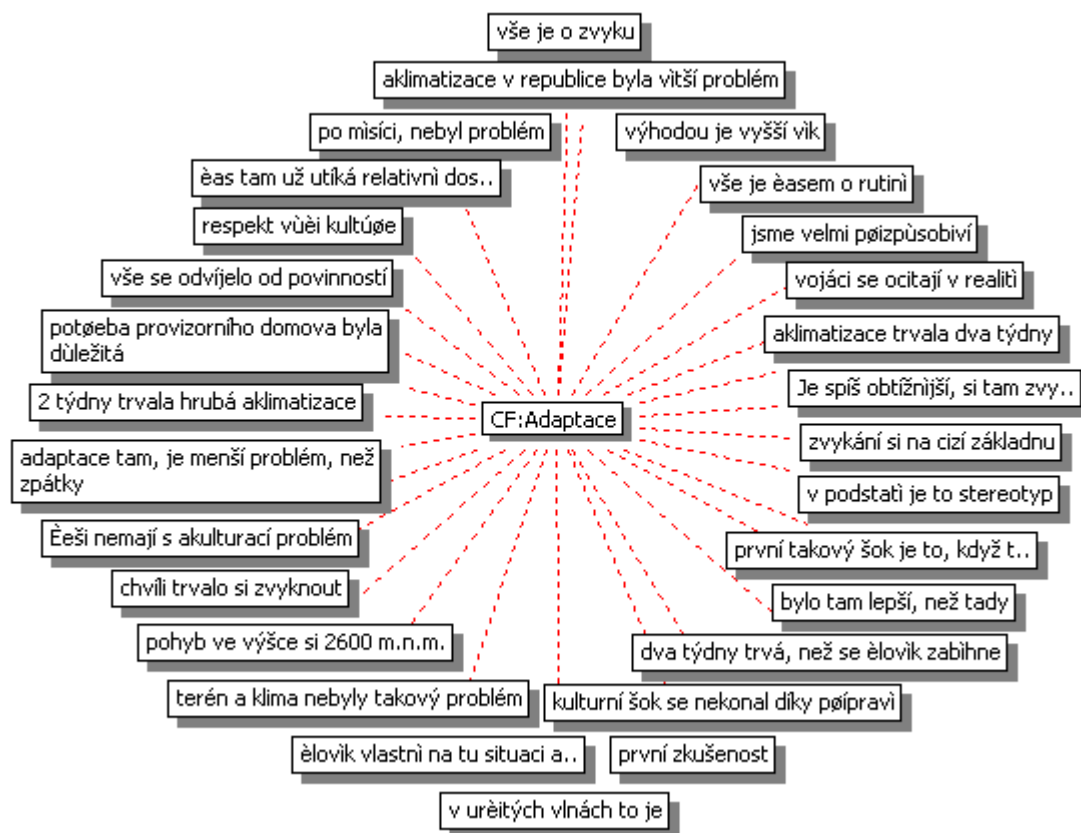 vše je o zvyku
aklimatizace v republice byla vìtší problém
po mìsíci, nebyl problém
výhodou je vyšší vìk
èas tam už utíká relativnì dos..
vše je èasem o rutinì
respekt vùèi kultúøe
jsme velmi pøizpùsobiví
vše se odvíjelo od povinností
vojáci se ocitají v realitì
potøeba provizorního domova byla
dùležitá
aklimatizace trvala dva týdny
2 týdny trvala hrubá aklimatizace
Je spíš obtížnìjší, si tam zvy..
CF:Adaptace
zvykání si na cizí základnu
adaptace tam, je menší problém, než
zpátky
v podstatì je to stereotyp
Èeši nemají s akulturací problém
první takový šok je to, když t..
chvíli trvalo si zvyknout
bylo tam lepší, než tady
pohyb ve výšce si 2600 m.n.m.
dva týdny trvá, než se èlovìk zabìhne
terén a klima nebyly takový problém
kulturní šok se nekonal díky pøípravì
èlovìk vlastnì na tu situaci a..
první zkušenost
v urèitých vlnách to je